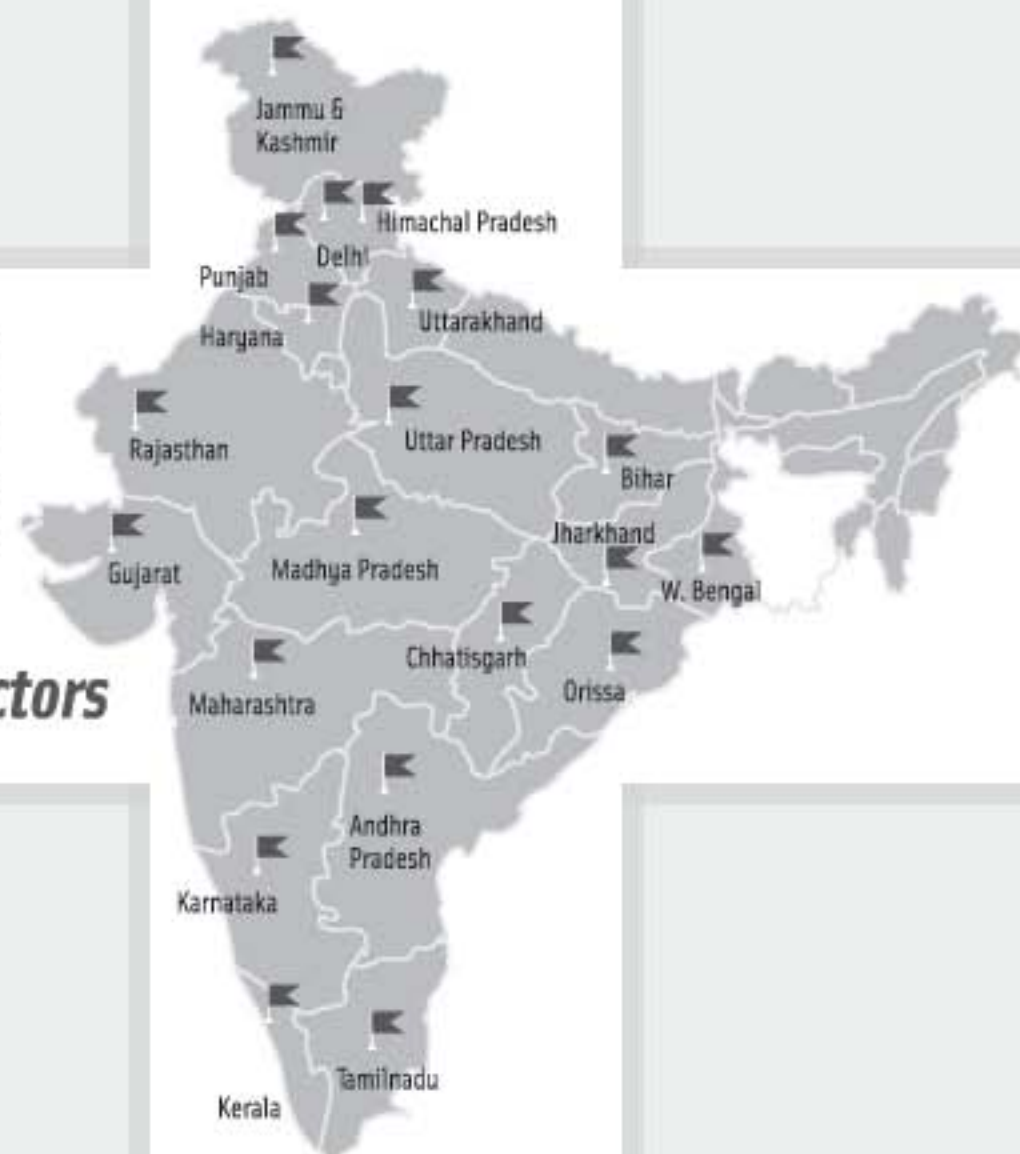 Jammu &
Kashmir
Himachal Pradesh
Delhi
Punjab
Uttarakhand
Haryana
Rajasthan
Uttar Pradesh
Bihar
Jharkhand
Gujarat
Madhya Pradesh
W. Bengal
Chhatisgarh
Orissa
ctors
Maharashtra
Andhra
Pradesh
Karnataka
Tamilnadu
Kerala